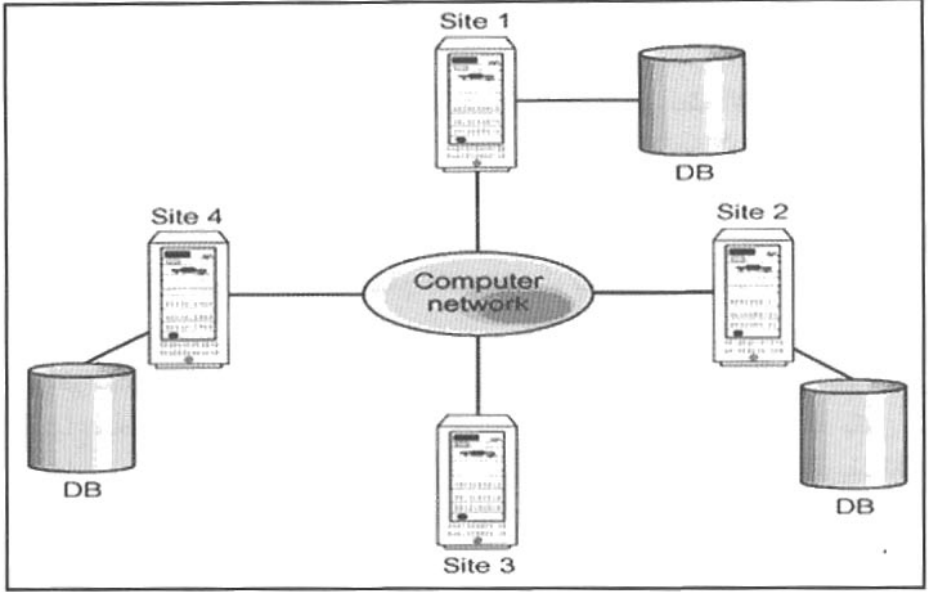 Site 1
DB
Site 4
Site 2
Computer
network
DB
DB
Site 3